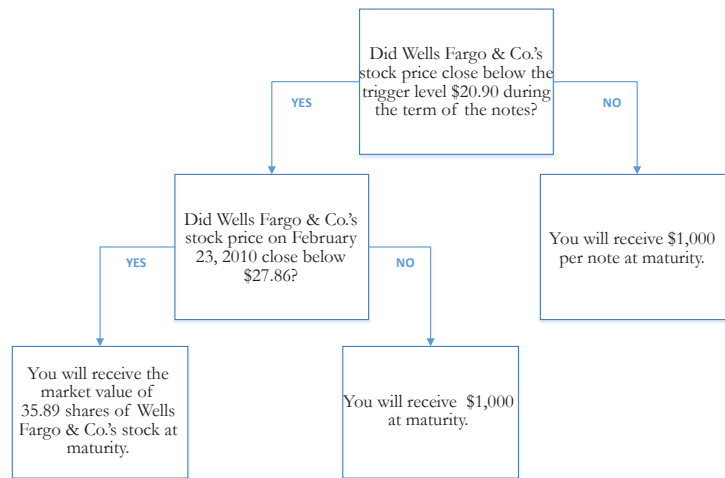 Did Wells Fargo & Co.'s
stock price close below the
trigger level $20.90 during
the term of the notes?
YES
NO
Did Wells Fargo & Co.'s
stock price on February
23, 2010 close below
$27.86?
You will receive $1,000
per note at maturity.
YES
NO
You will receive the
market value of
35.89 shares of Wells
Fargo & Co.'s stock at
maturity.
You will receive $1,000
at maturity.